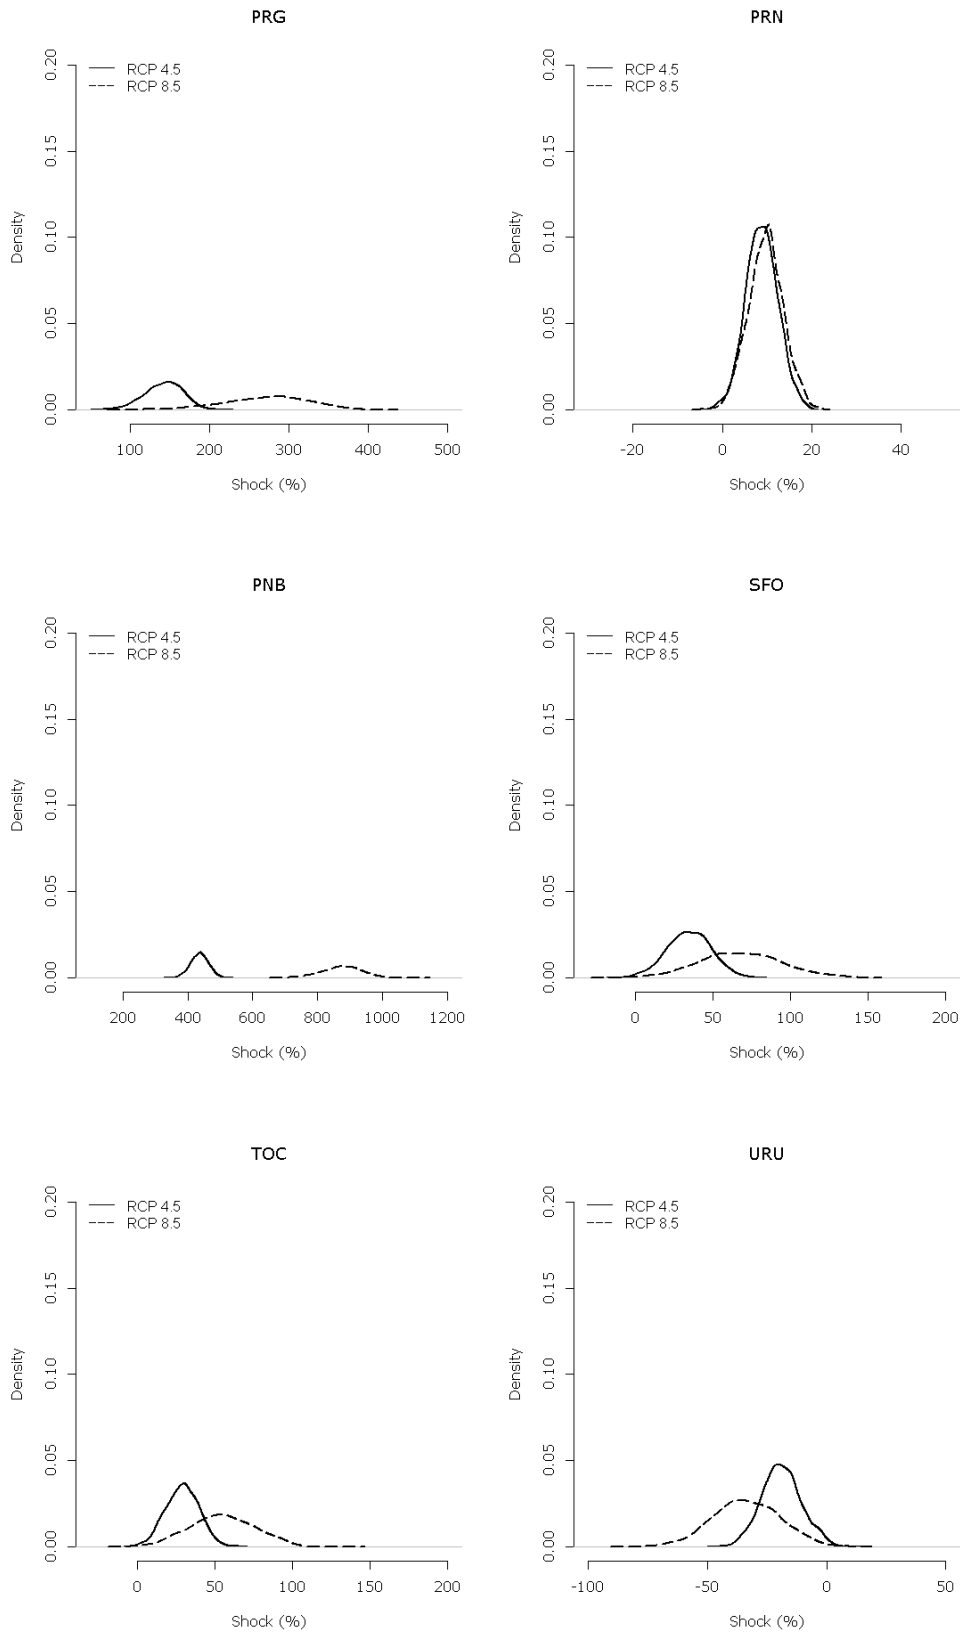 PRG
0.20
0.15
0.10
0.05
0.00
Density
RCP 4.5
RCP 8.5
100 200 300 400 500
Shock (%)
PRN
0.20
0.15
0.10
0.05
0.00
Density
RCP 4.5
RCP 8.5
-20 0 20 40
Shock (%)
PNB
0.20
0.15
0.10
0.05
0.00
Density
RCP 4.5
RCP 8.5
200 400 600 800 1000 1200
Shock (%)
SFO
0.20
0.15
0.10
0.05
0.00
Density
RCP 4.5
RCP 8.5
0 50 100 150 200
Shock (%)
TOC
0.20
0.15
0.10
0.05
0.00
Density
RCP 4.5
RCP 8.5
0 50 100 150 200
Shock (%)
URU
0.20
0.15
0.10
0.05
0.00
Density
RCP 4.5
RCP 8.5
-100 -50 0 50
Shock (%)